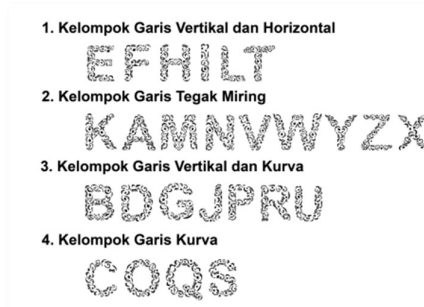 1. Kelompok Garis Vertikal dan Horizontal
EFHILT
2. Kelompok Garis Tegak Miring
KAMNVWYZX
3. Kelompok Garis Vertikal dan Kurva
BDGJPRU
4. Kelompok Garis Kurva
COQS